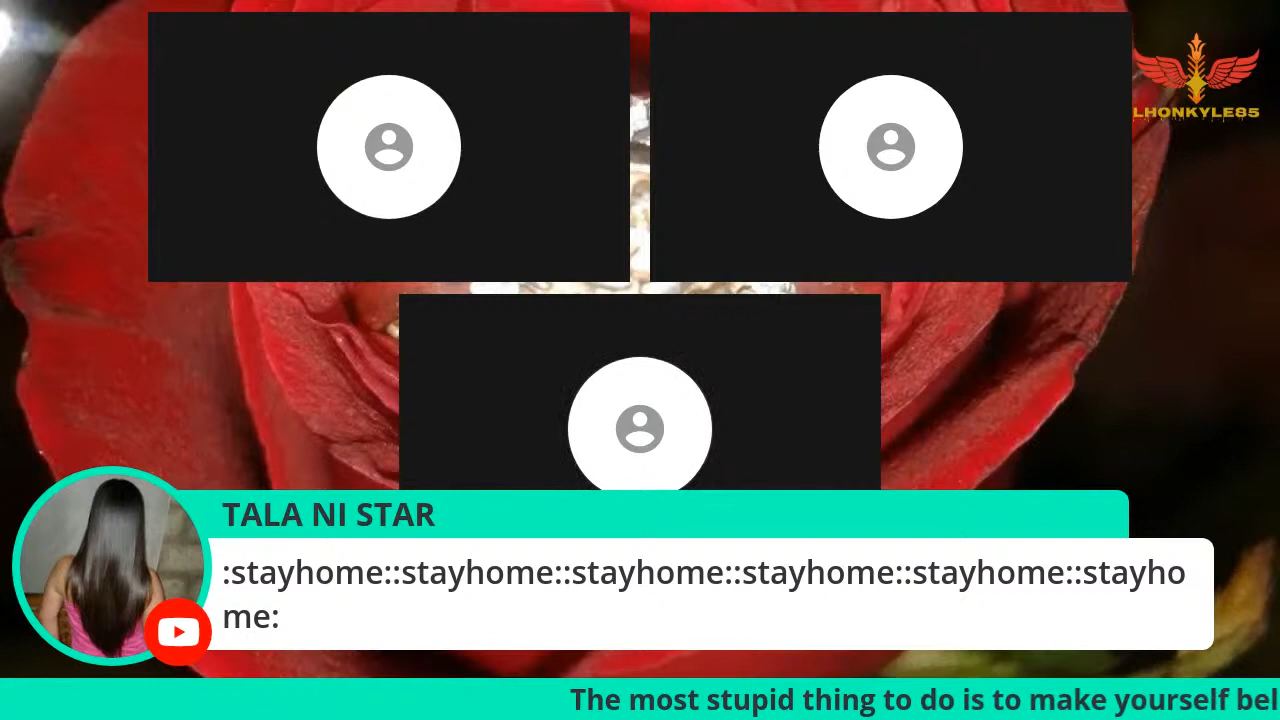 LHONKYLE85
TALA NI STAR
:stayhome::stayhome::stayhome::stayhome::stayhome::stayho
me:
The most stupid thing to do is to make yourself bel